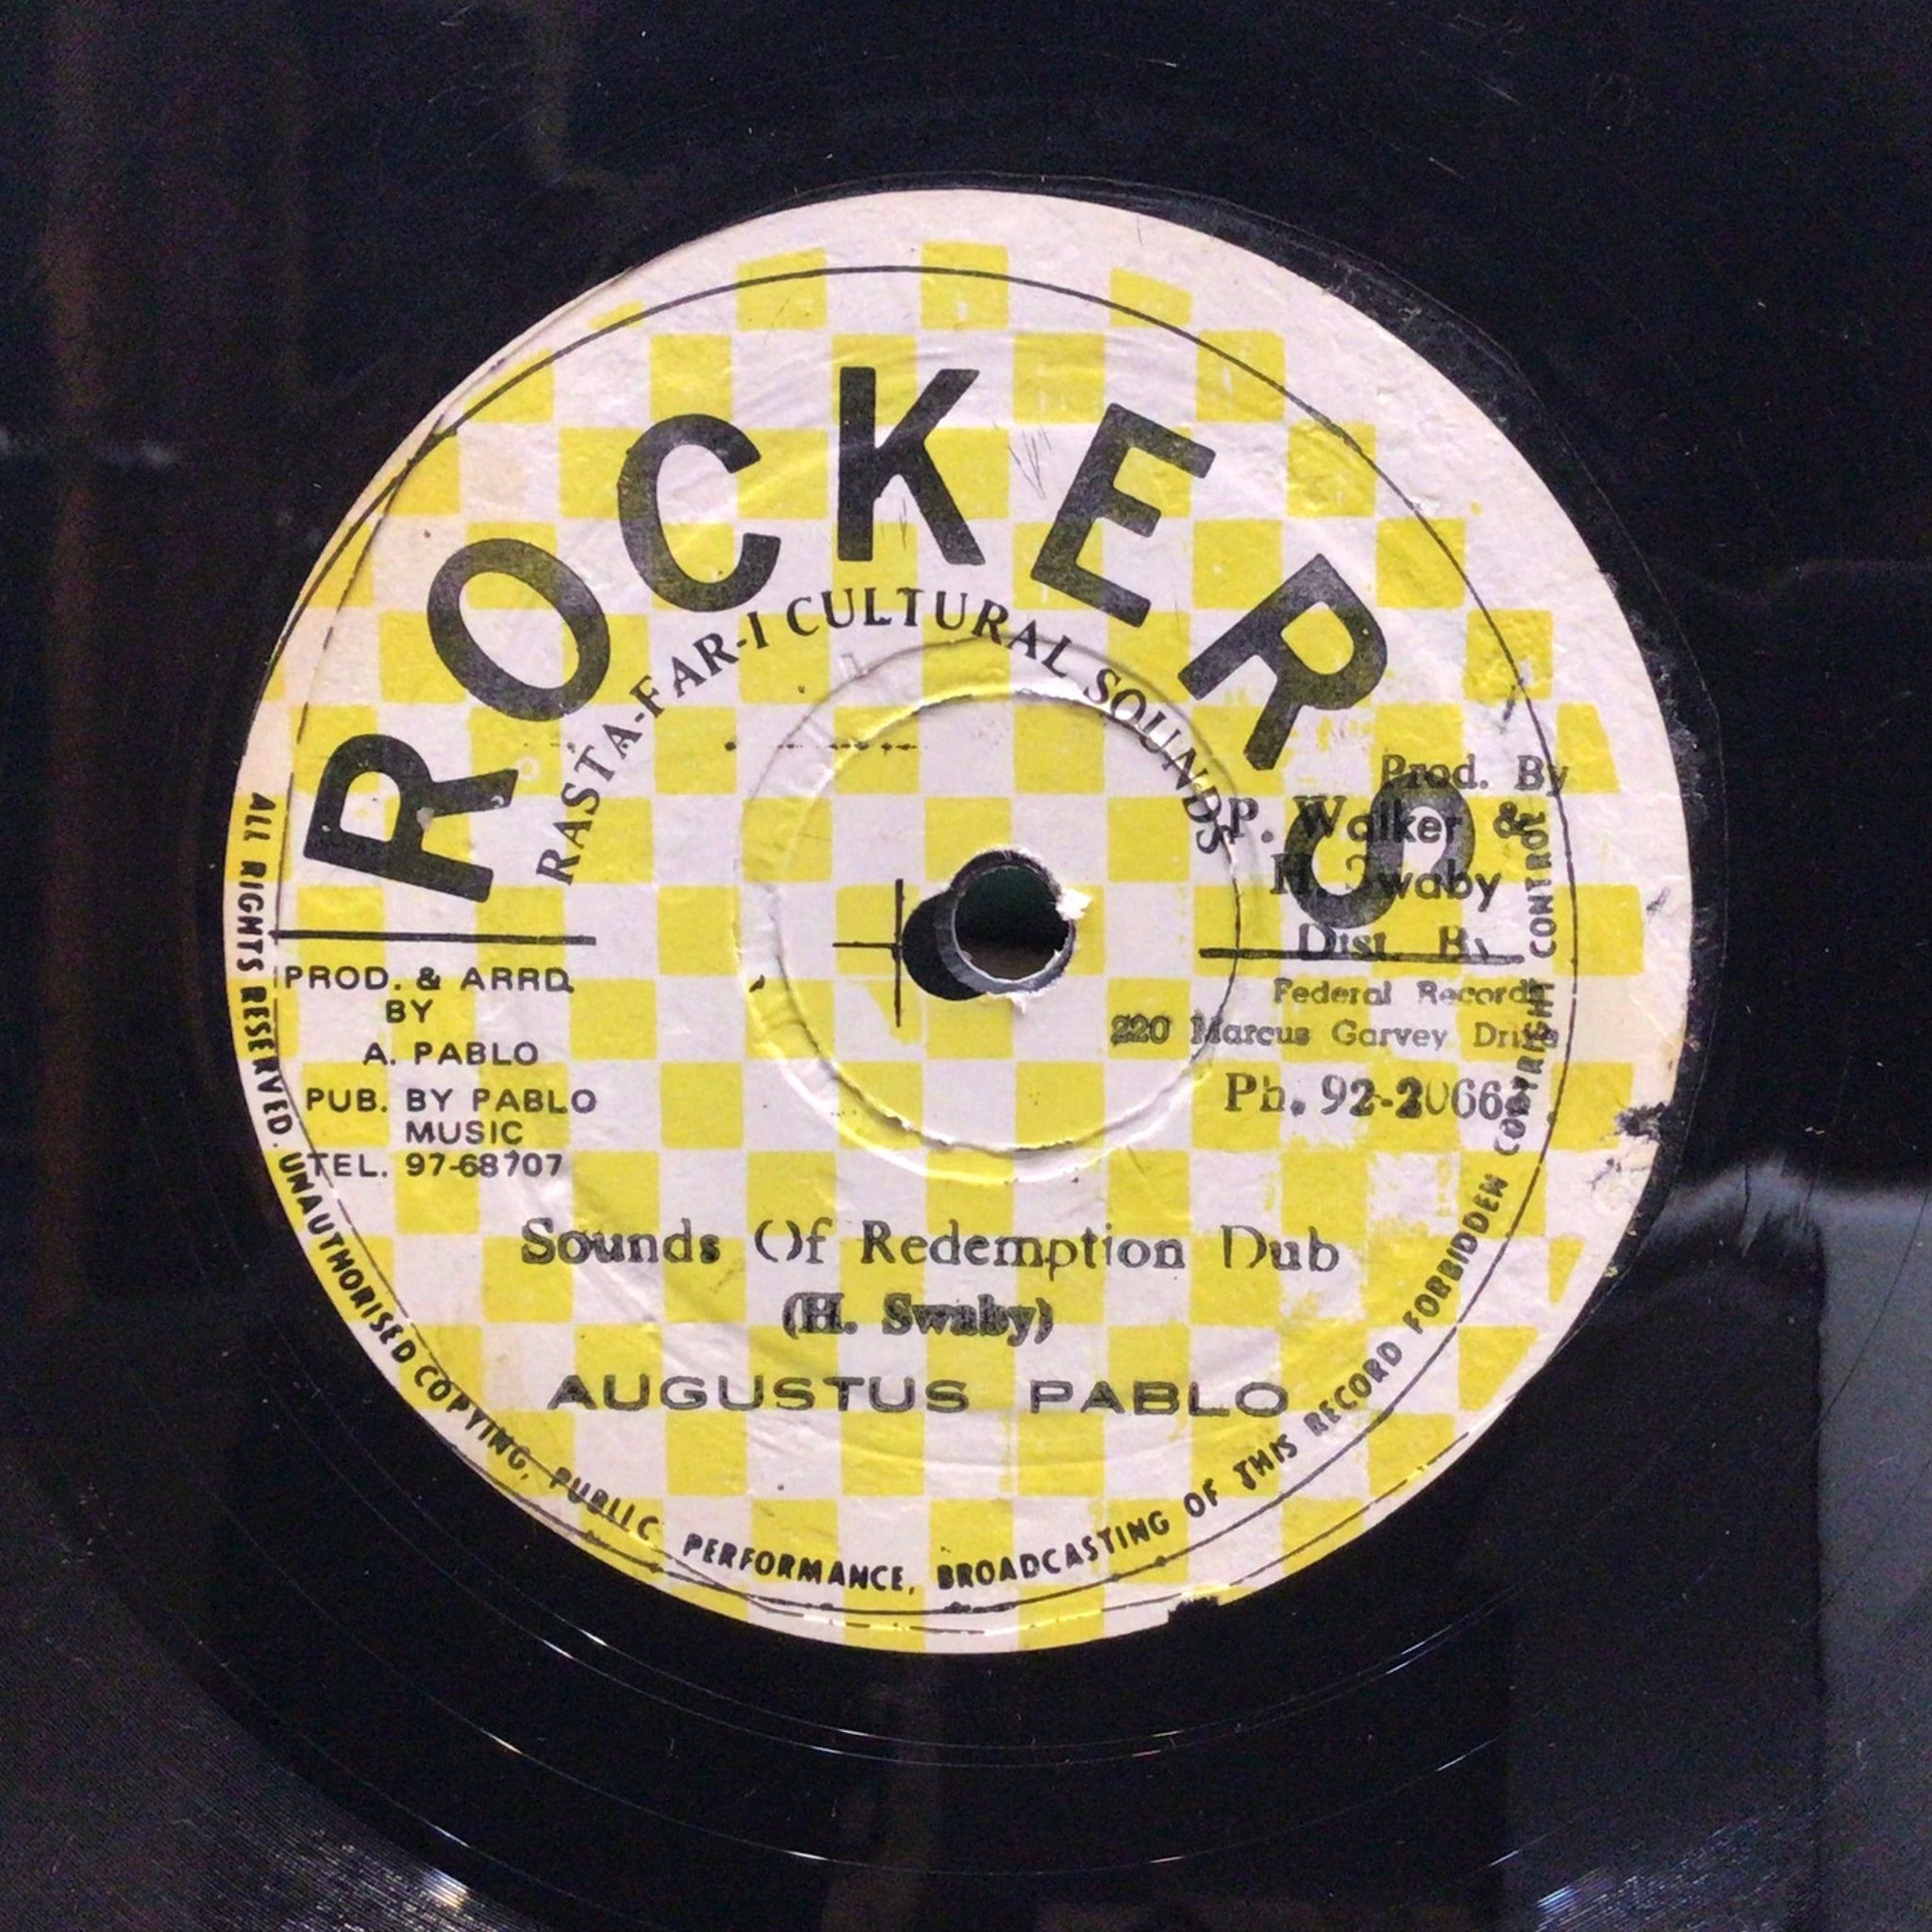 ROCKERS
RASTA-FAR-I CULTURAL SOUNDS
Prod. By
P. Walker &
H. Swaby
Dist By
Federal Records
220 Marcus Garvey Drive
Ph. 92-2066
PROD. & ARRD.
BY
A. PABLO
PUB. BY PABLO
MUSIC
TEL. 97-68707
Sounds Of Redemption Dub
(H. Swaby)
AUGUSTUS PABLO
ALL RIGHTS RESERVED. UNAUTHORISED COPYING, PUBLIC PERFORMANCE, BROADCASTING OF THIS RECORD FORBIDDEN COPYRIGHT CONTROL